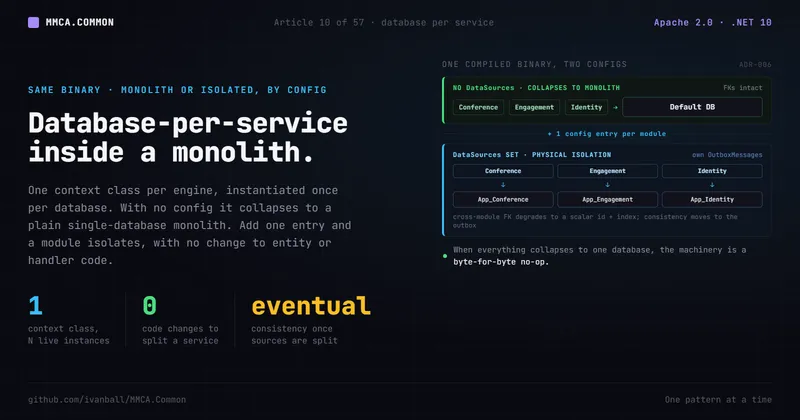 MMCA.COMMON
Article 10 of 57 · database per service
Apache 2.0 · .NET 10
SAME BINARY · MONOLITH OR ISOLATED, BY CONFIG
Database-per-service
inside a monolith.
One context class per engine, instantiated once
per database. With no config it collapses to a
plain single-database monolith. Add one entry and
a module isolates, with no change to entity or
handler code.
1
context class,
N live instances
0
code changes to
split a service
eventual
consistency once
sources are split
ONE COMPILED BINARY, TWO CONFIGS
ADR-006
NO DataSources · COLLAPSES TO MONOLITH
FKs intact
Conference
Engagement
Identity
→
Default DB
+ 1 config entry per module
DataSources SET · PHYSICAL ISOLATION
own OutboxMessages
Conference
Engagement
Identity
↓
↓
↓
App_Conference
App_Engagement
App_Identity
cross-module FK degrades to a scalar id + index; consistency moves to the
outbox
When everything collapses to one database, the machinery is a
byte-for-byte no-op.
github.com/ivanball/MMCA.Common
One pattern at a time